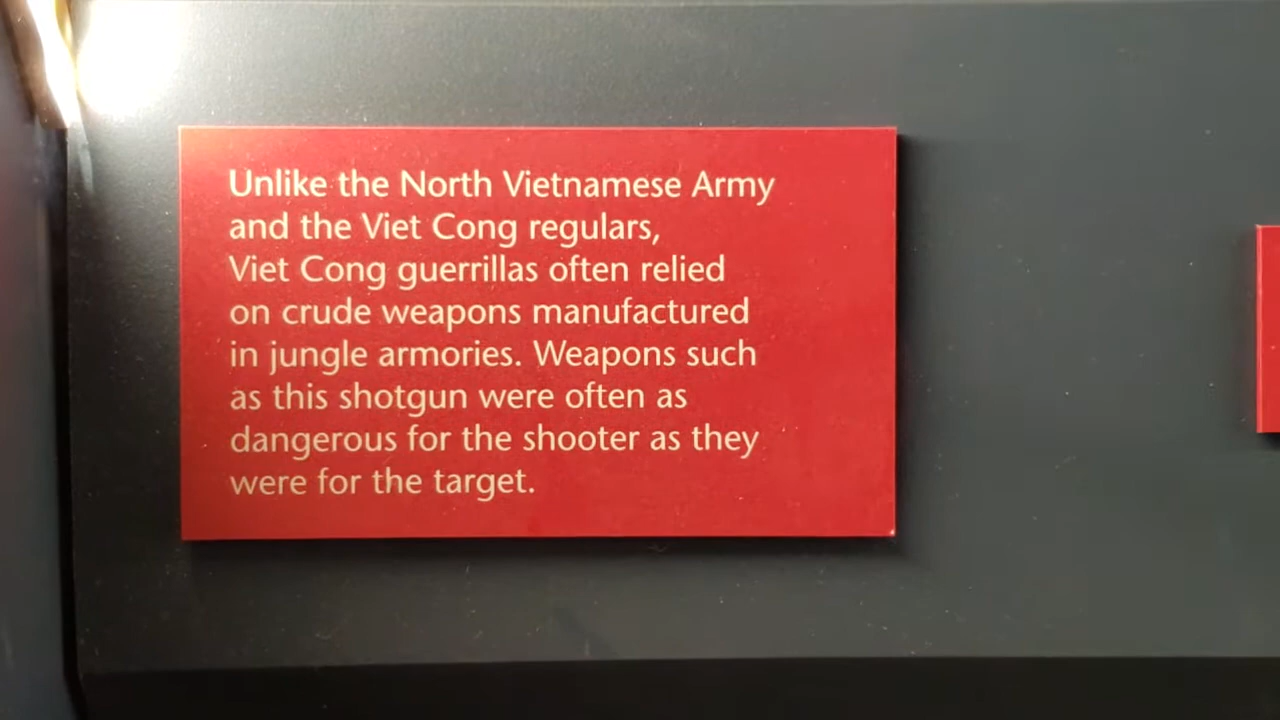 Unlike the North Vietnamese Army
and the Viet Cong regulars,
Viet Cong guerrillas often relied
on crude weapons manufactured
in jungle armories. Weapons such
as this shotgun were often as
dangerous for the shooter as they
were for the target.